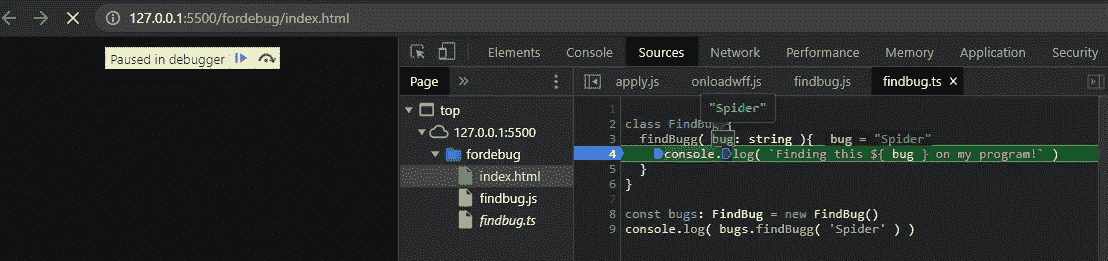 127.0.0.1:5500/fordebug/index.html
Paused in debugger
Elements Console Sources Network Performance Memory Application Security
Page
apply.js onloadwff.js findbug.js findbug.ts
top
127.0.0.1:5500
fordebug
index.html
findbug.js
findbug.ts
"Spider"
1
2 class FindBug {
3 findBugg( bug: string ){ bug = "Spider"
4 console.log( `Finding this ${ bug } on my program!` )
5 }
6 }
7
8 const bugs: FindBug = new FindBug()
9 console.log( bugs.findBugg( 'Spider' ) )